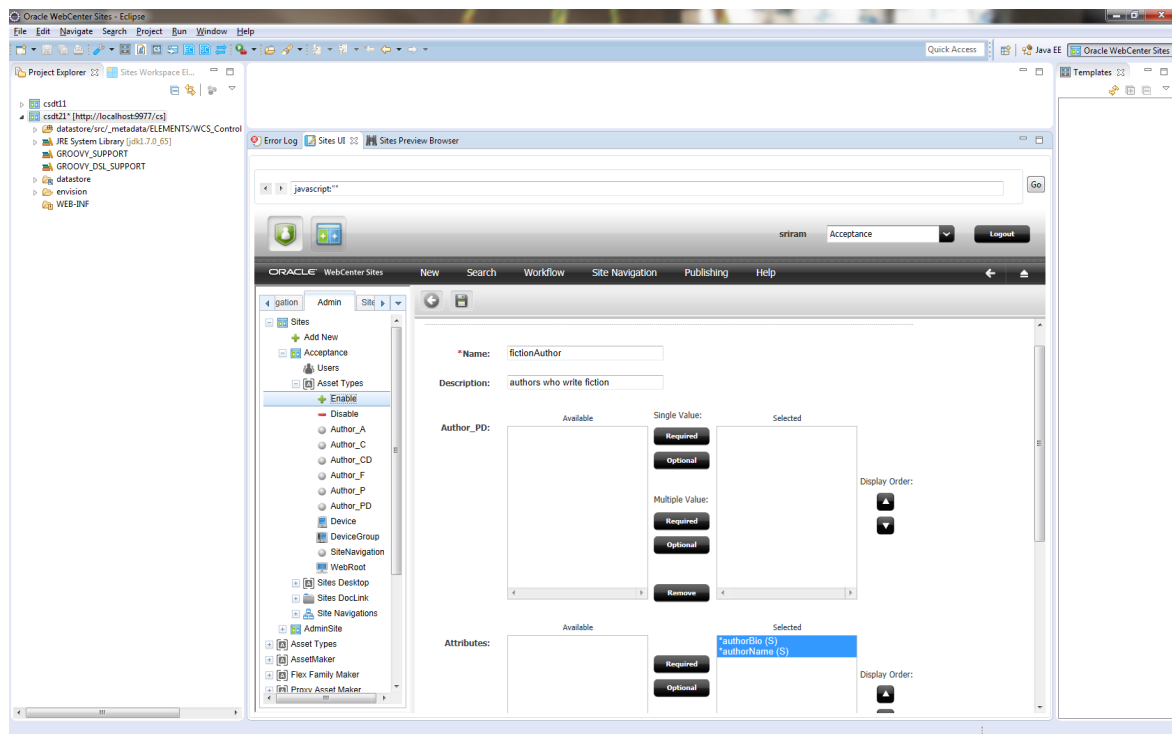 Oracle WebCenter Sites - Eclipse
File Edit Navigate Search Project Run Window Help
Quick Access Java EE Oracle WebCenter Sites
Project Explorer Sites Workspace El...
csdt11
csdt21* [http://localhost:9977/cs]
datastore/src/_metadata/ELEMENTS/WCS_Control
JRE System Library [jdk1.7.0_65]
GROOVY_SUPPORT
GROOVY_DSL_SUPPORT
datastore
envision
WEB-INF
Error Log Sites UI Sites Preview Browser
javascript:""
Go
sriram Acceptance Logout
ORACLE WebCenter Sites New Search Workflow Site Navigation Publishing Help
gation Admin Site
Sites
Add New
Acceptance
Users
Asset Types
Enable
Disable
Author_A
Author_C
Author_CD
Author_F
Author_P
Author_PD
Device
DeviceGroup
SiteNavigation
WebRoot
Sites Desktop
Sites DocLink
Site Navigations
AdminSite
Asset Types
AssetMaker
Flex Family Maker
Proxy Asset Maker
*Name: fictionAuthor
Description: authors who write fiction
Author_PD:
Available
Single Value:
Required
Optional
Multiple Value:
Required
Optional
Remove
Selected
Display Order:
Attributes:
Available
Required
Optional
Selected
*authorBio (S)
*authorName (S)
Display Order:
Templates